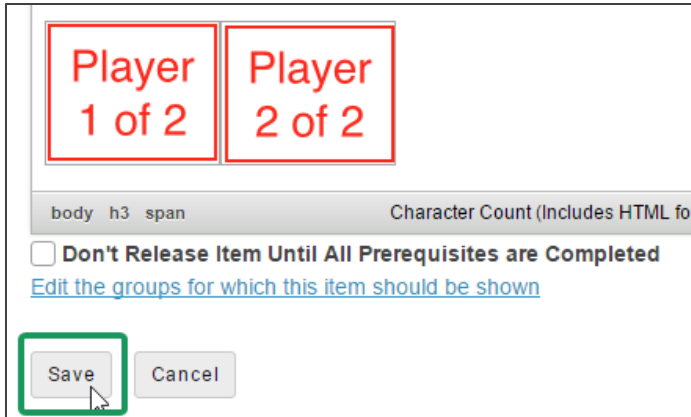 Player Player
1 of 2 2 of 2
body h3 span Character Count (Includes HTML fo
Don't Release Item Until All Prerequisites are Completed
Edit the groups for which this item should be shown
Save Cancel